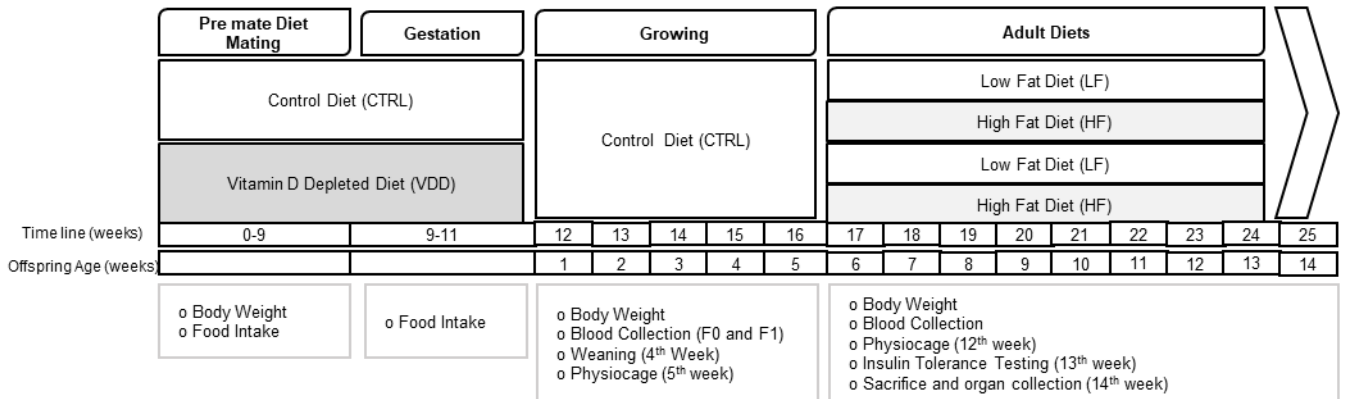 Pre mate Diet
Mating
Gestation
Growing
Adult Diets
Control Diet (CTRL)
Vitamin D Depleted Diet (VDD)
Control Diet (CTRL)
Low Fat Diet (LF)
High Fat Diet (HF)
Low Fat Diet (LF)
High Fat Diet (HF)
Time line (weeks) 0-9 9-11 12 13 14 15 16 17 18 19 20 21 22 23 24 25
Offspring Age (weeks) 1 2 3 4 5 6 7 8 9 10 11 12 13 14
o Body Weight
o Food Intake
o Food Intake
o Body Weight
o Blood Collection (F0 and F1)
o Weaning (4th Week)
o Physiocage (5th week)
o Body Weight
o Blood Collection
o Physiocage (12th week)
o Insulin Tolerance Testing (13th week)
o Sacrifice and organ collection (14th week)